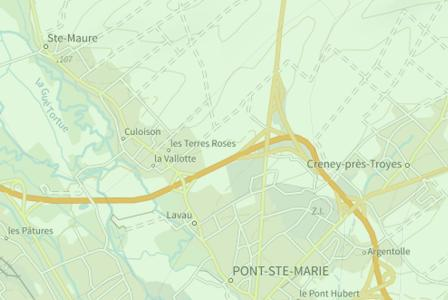 Ste-Maure
107
la Gué Tortue
Culoison
les Terres Roses
la Vallotte
Creney-près-Troyes
Z.I.
Lavau
les Pâtures
Argentolle
PONT-STE-MARIE
le Pont Hubert